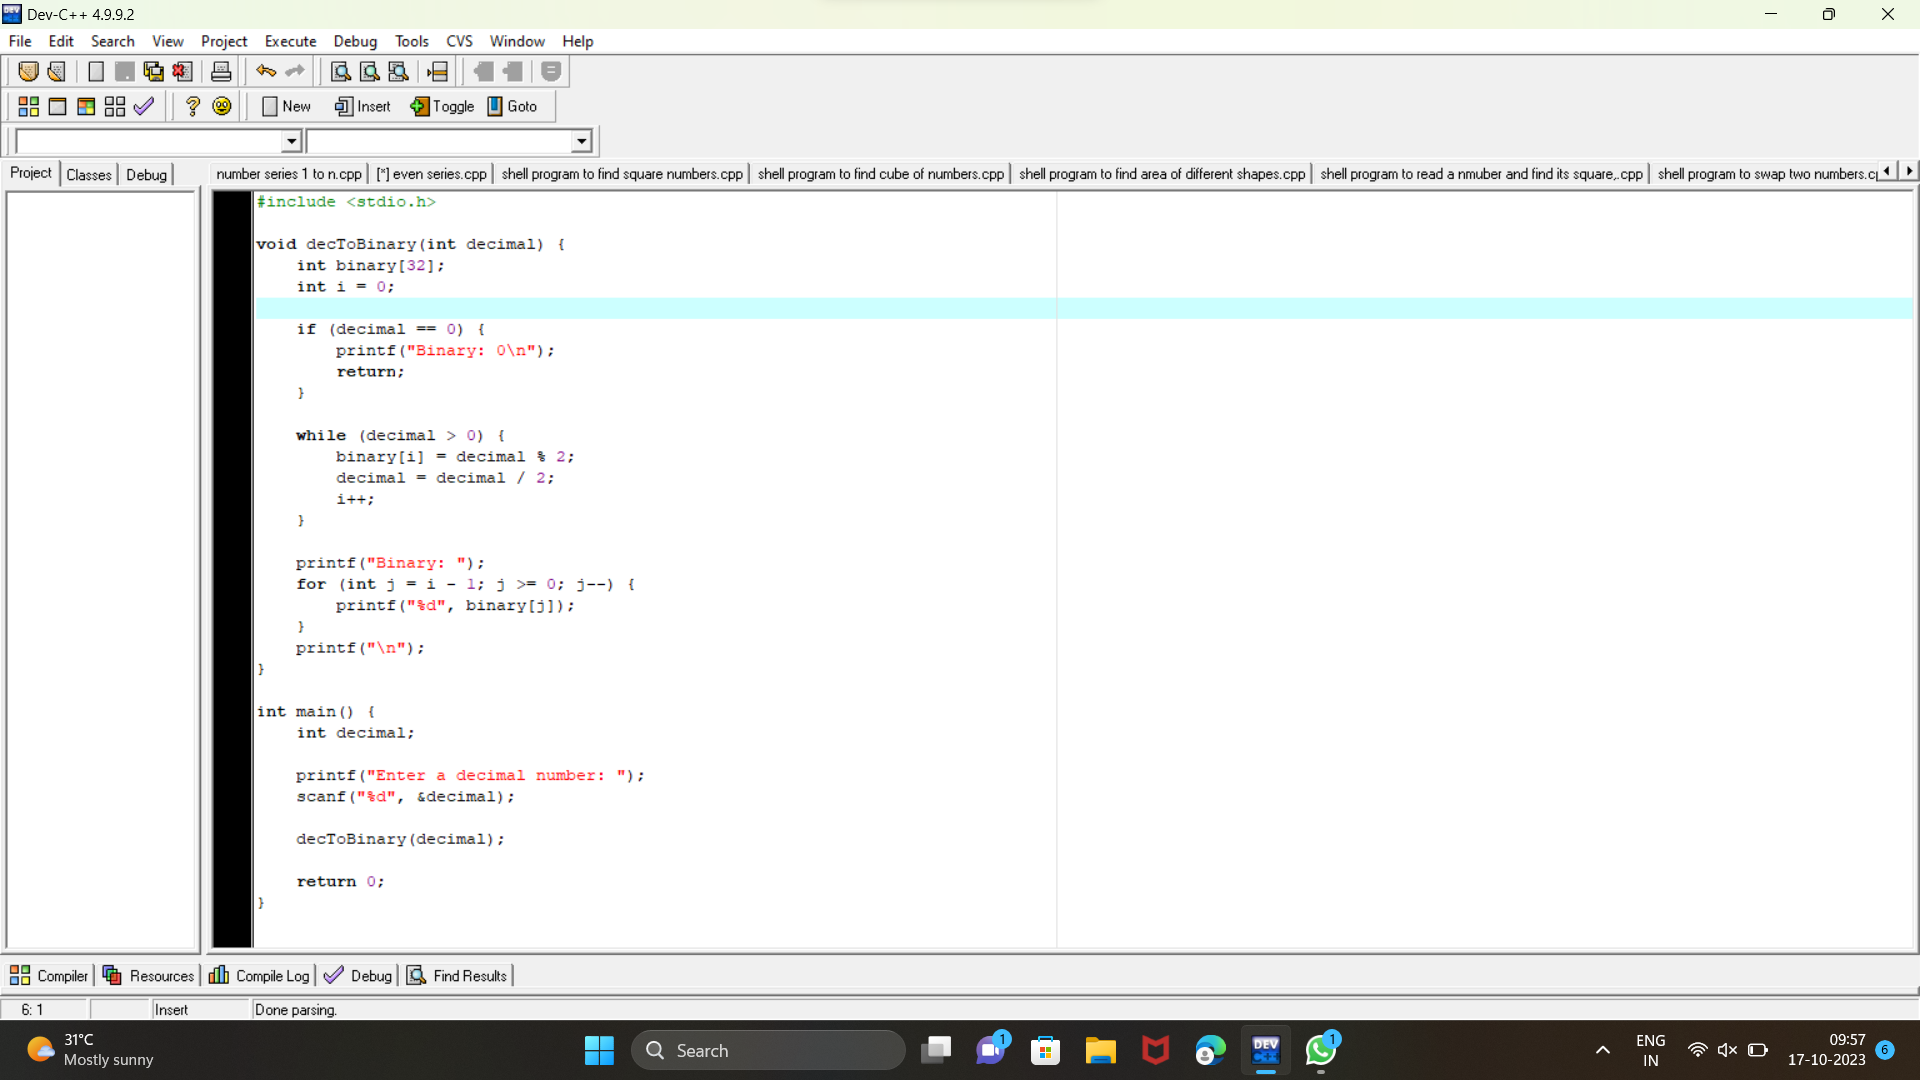 Dev-C++ 4.9.9.2
File Edit Search View Project Execute Debug Tools CVS Window Help
New Insert Toggle Goto
Project Classes Debug
number series 1 to n.cpp [*] even series.cpp shell program to find square numbers.cpp shell program to find cube of numbers.cpp shell program to find area of different shapes.cpp shell program to read a nmuber and find its square,.cpp shell program to swap two numbers.c
#include <stdio.h>
void decToBinary(int decimal) {
int binary[32];
int i = 0;
if (decimal == 0) {
printf("Binary: 0\n");
return;
}
while (decimal > 0) {
binary[i] = decimal % 2;
decimal = decimal / 2;
i++;
}
printf("Binary: ");
for (int j = i - 1; j >= 0; j--) {
printf("%d", binary[j]);
}
printf("\n");
}
int main() {
int decimal;
printf("Enter a decimal number: ");
scanf("%d", &decimal);
decToBinary(decimal);
return 0;
}
Compiler Resources Compile Log Debug Find Results
6: 1 Insert Done parsing.
31°C
Mostly sunny
Search
1
DEV
C++
1
ENG
IN
09:57
17-10-2023
6